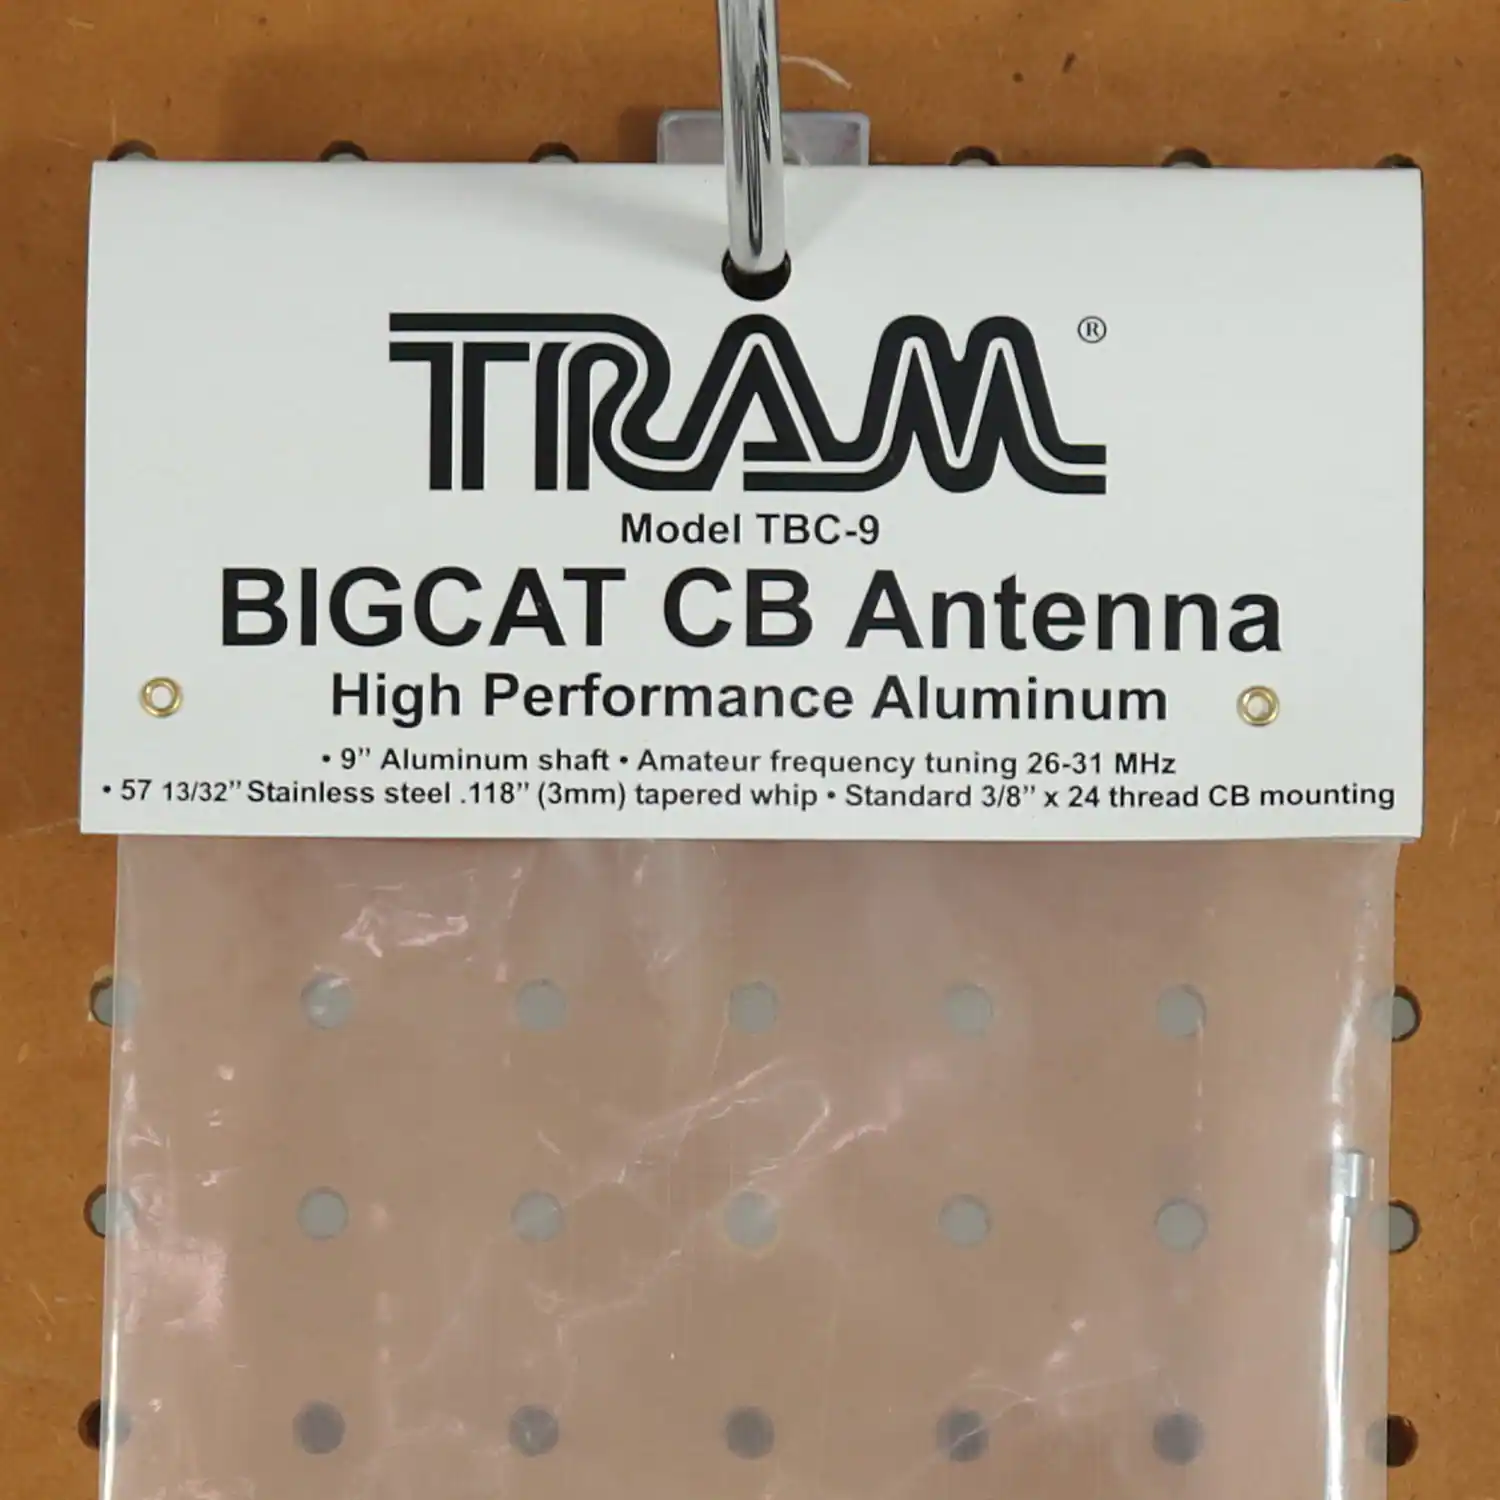 TRAM®
Model TBC-9
BIGCAT CB Antenna
High Performance Aluminum
• 9” Aluminum shaft • Amateur frequency tuning 26-31 MHz
• 57 13/32” Stainless steel .118” (3mm) tapered whip • Standard 3/8” x 24 thread CB mounting